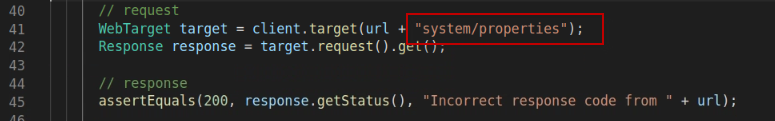 40 // request
41 WebTarget target = client.target(url + "system/properties");
42 Response response = target.request().get();
43
44 // response
45 assertEquals(200, response.getStatus(), "Incorrect response code from " + url);
46